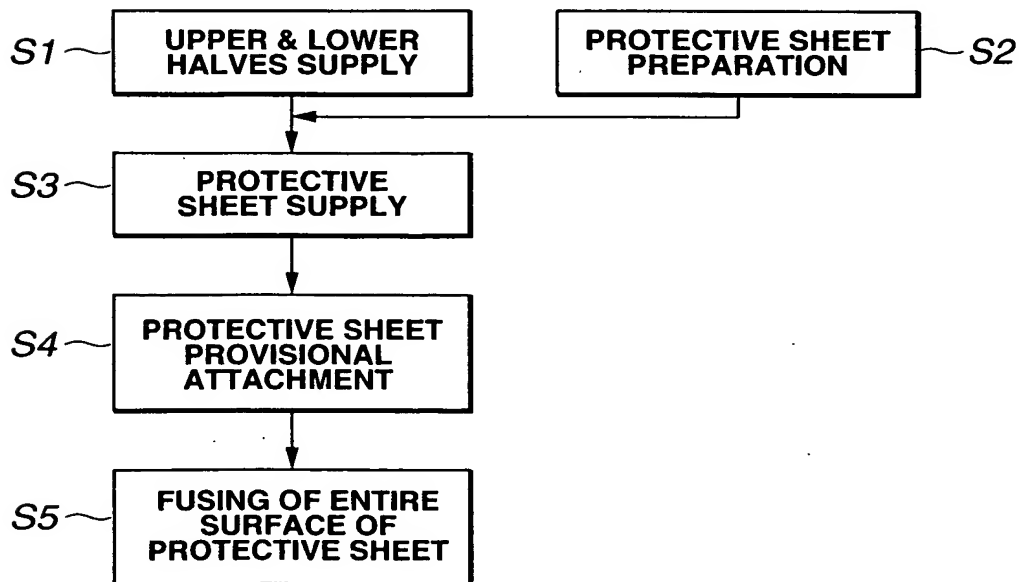 S1
UPPER & LOWER
HALVES SUPPLY
PROTECTIVE SHEET
PREPARATION
S2
S3
PROTECTIVE
SHEET SUPPLY
S4
PROTECTIVE SHEET
PROVISIONAL
ATTACHMENT
S5
FUSING OF ENTIRE
SURFACE OF
PROTECTIVE SHEET